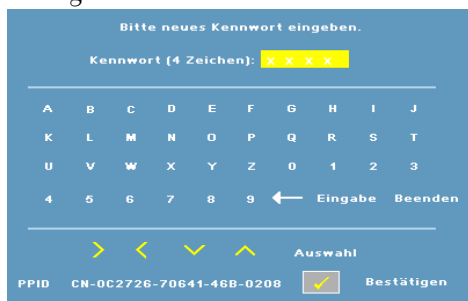 Bitte neues Kennwort eingeben.
Kennwort (4 Zeichen): X X X X
A B C D E F G H I J
K L M N O P Q R S T
U V W X Y Z 0 1 2 3
4 5 6 7 8 9 ← Eingabe Beenden
> < Auswahl
PPID CN-0C2726-70641-46B-0208 ✓ Bestätigen